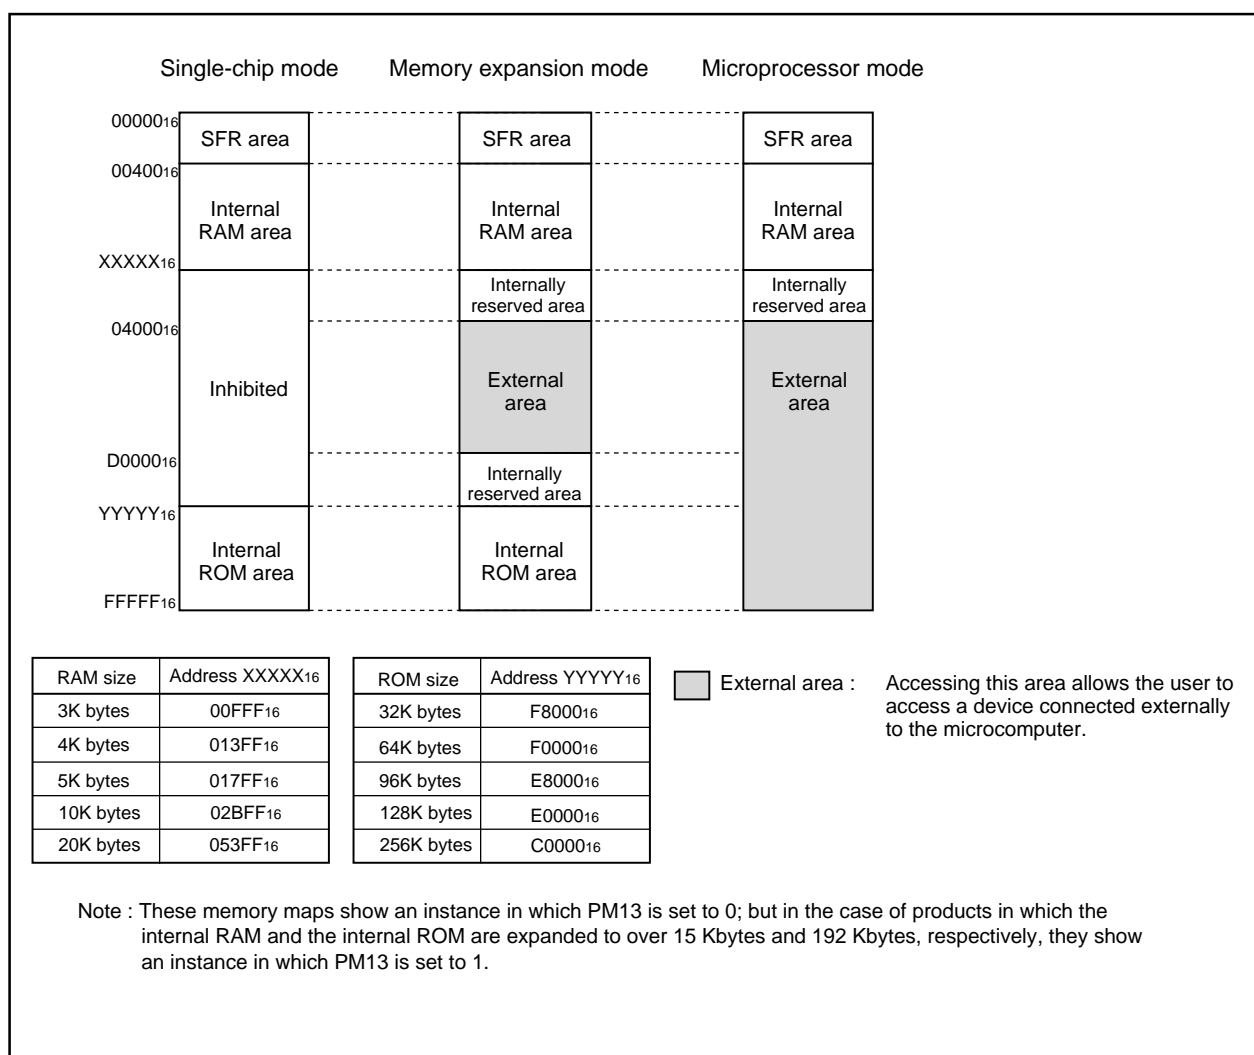 Single-chip mode
Memory expansion mode
Microprocessor mode
0000016
SFR area
SFR area
SFR area
0040016
Internal
RAM area
Internal
RAM area
Internal
RAM area
XXXXX16
Internally
reserved area
Internally
reserved area
0400016
Inhibited
External
area
External
area
D000016
Internally
reserved area
YYYYY16
Internal
ROM area
Internal
ROM area
FFFFF16
RAM size Address XXXXX16
3K bytes 00FFF16
4K bytes 013FF16
5K bytes 017FF16
10K bytes 02BFF16
20K bytes 053FF16
ROM size Address YYYYY16
32K bytes F800016
64K bytes F000016
96K bytes E800016
128K bytes E000016
256K bytes C000016
External area : Accessing this area allows the user to
access a device connected externally
to the microcomputer.
Note : These memory maps show an instance in which PM13 is set to 0; but in the case of products in which the
internal RAM and the internal ROM are expanded to over 15 Kbytes and 192 Kbytes, respectively, they show
an instance in which PM13 is set to 1.